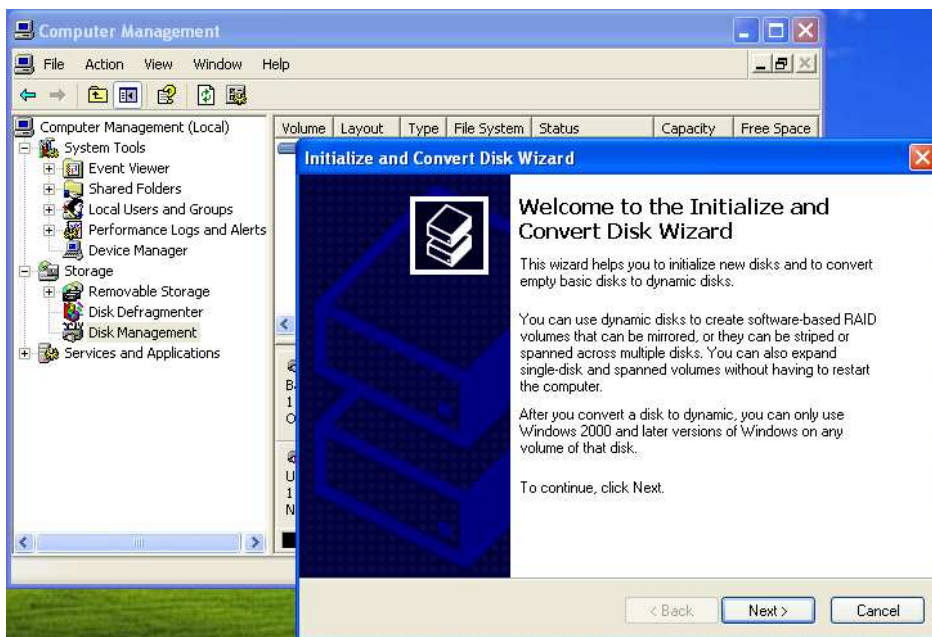 Computer Management
File Action View Window Help
Computer Management (Local)
System Tools
Event Viewer
Shared Folders
Local Users and Groups
Performance Logs and Alerts
Device Manager
Storage
Removable Storage
Disk Defragmenter
Disk Management
Services and Applications
Volume Layout Type File System Status Capacity Free Space
Initialize and Convert Disk Wizard
Welcome to the Initialize and
Convert Disk Wizard
This wizard helps you to initialize new disks and to convert
empty basic disks to dynamic disks.
You can use dynamic disks to create software-based RAID
volumes that can be mirrored, or they can be striped or
spanned across multiple disks. You can also expand
single-disk and spanned volumes without having to restart
the computer.
After you convert a disk to dynamic, you can only use
Windows 2000 and later versions of Windows on any
volume of that disk.
To continue, click Next.
< Back Next > Cancel